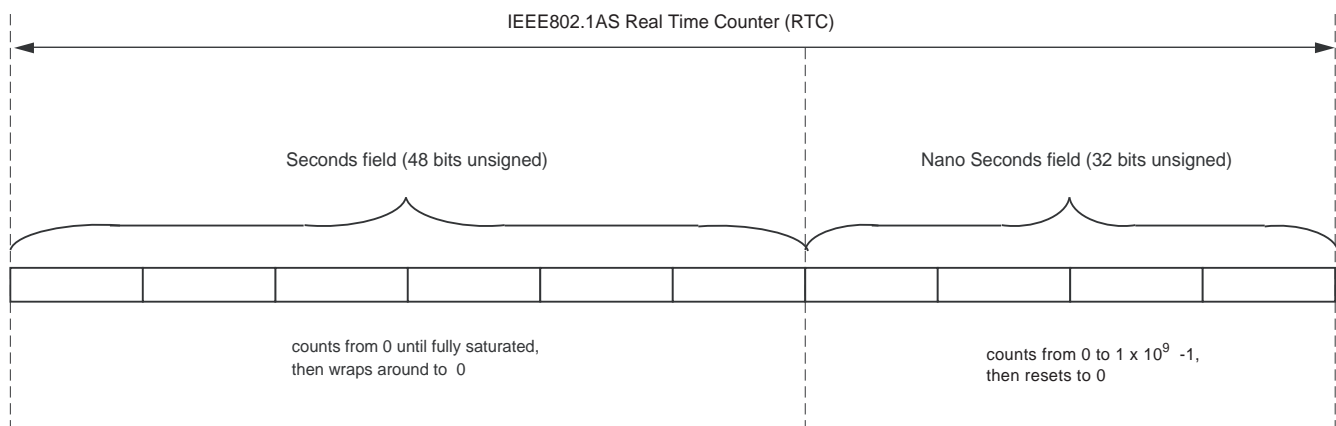 IEEE802.1AS Real Time Counter (RTC)
Seconds field (48 bits unsigned)
Nano Seconds field (32 bits unsigned)
counts from 0 until fully saturated,
then wraps around to 0
counts from 0 to 1 x 10⁹ -1,
then resets to 0